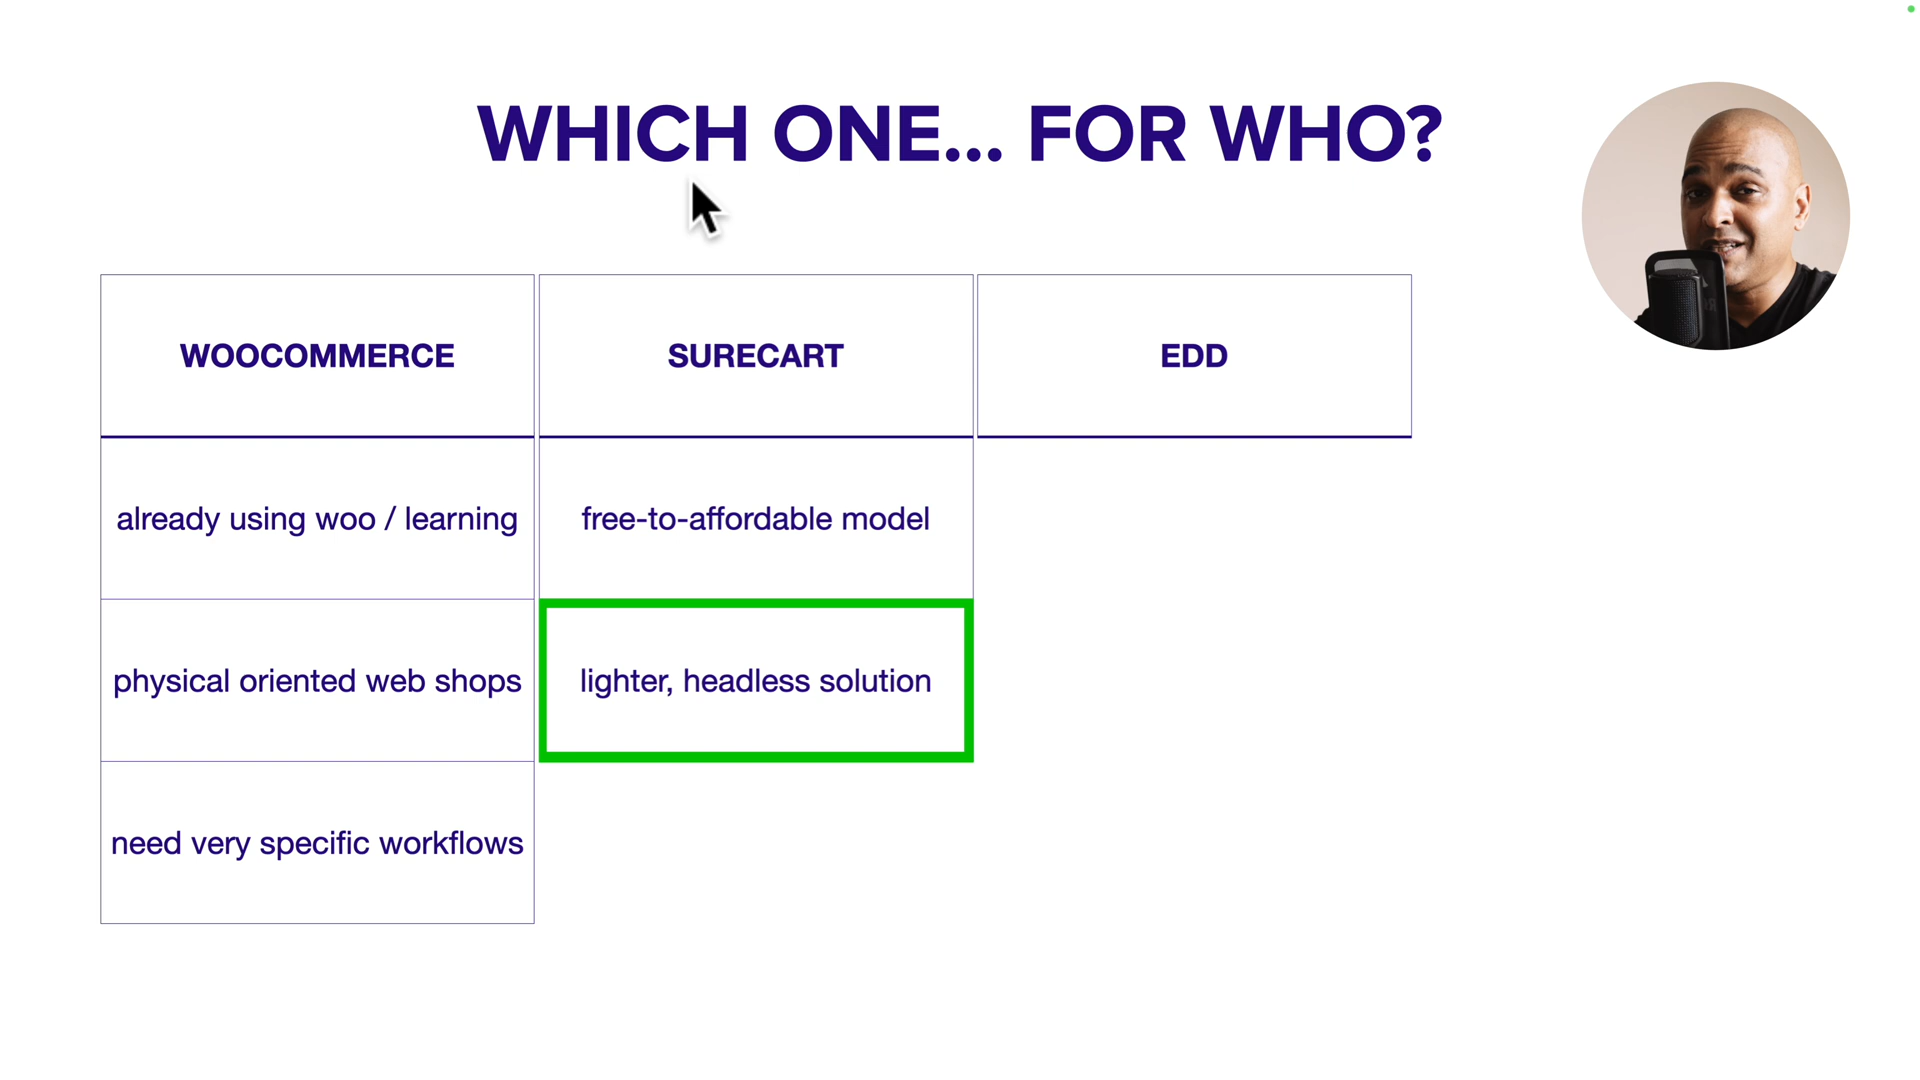 WHICH ONE... FOR WHO?
WOOCOMMERCE
SURECART
EDD
already using woo / learning
free-to-affordable model
physical oriented web shops
lighter, headless solution
need very specific workflows